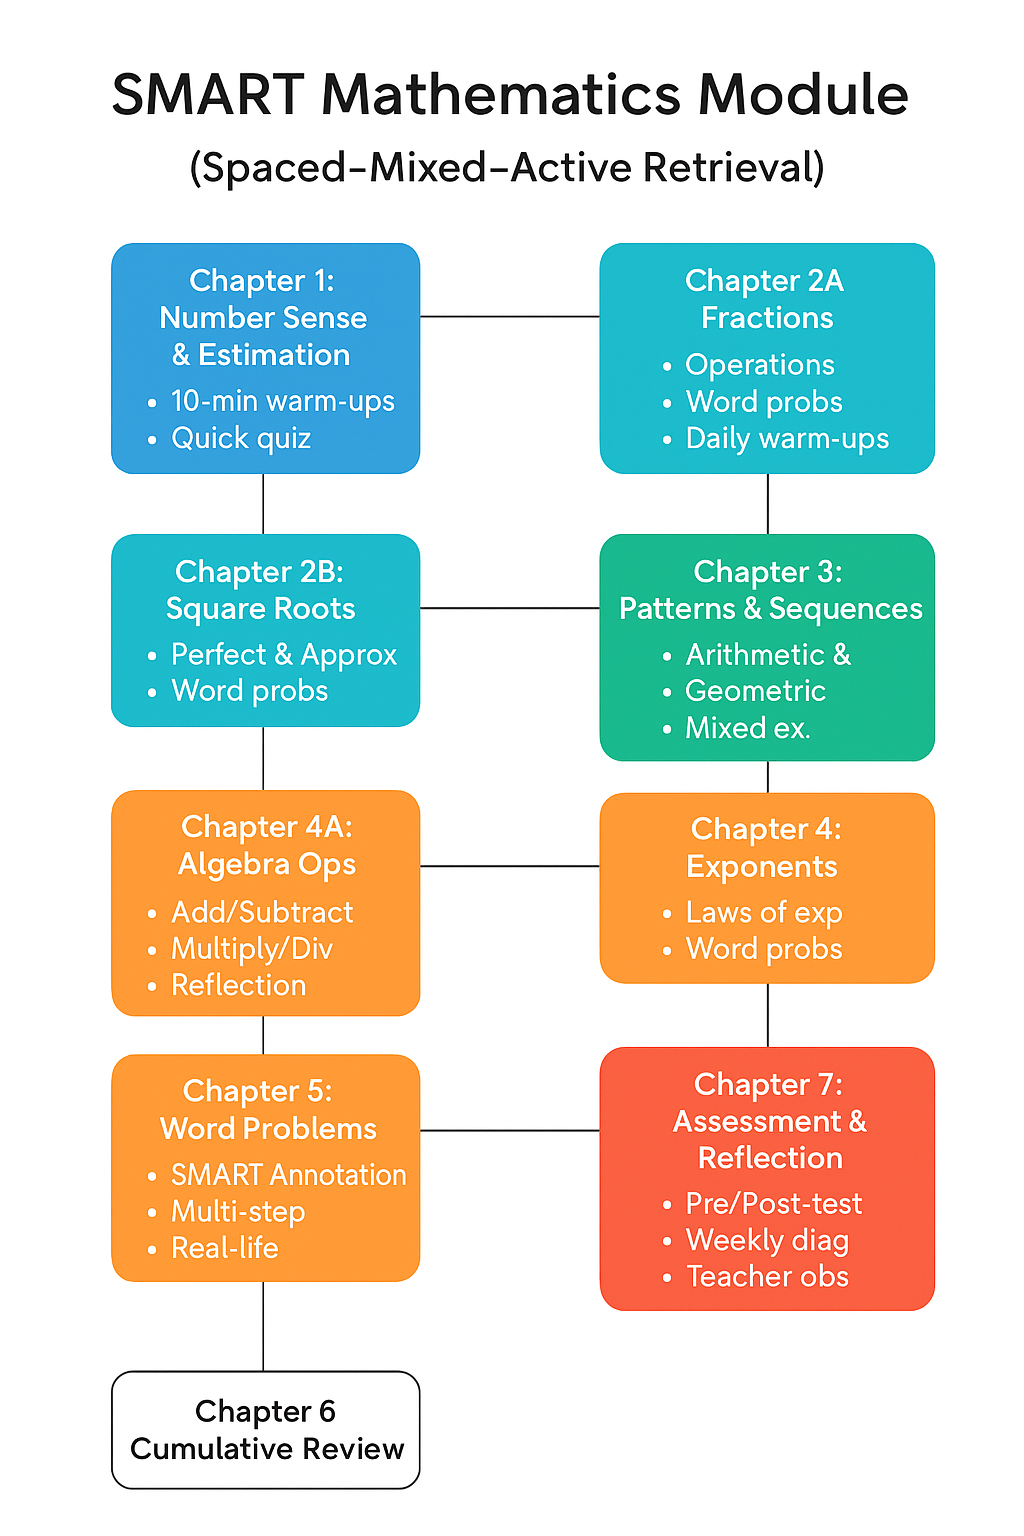 SMART Mathematics Module
(Spaced–Mixed–Active Retrieval)
Chapter 1:
Number Sense
& Estimation
• 10-min warm-ups
• Quick quiz
Chapter 2A
Fractions
• Operations
• Word probs
• Daily warm-ups
Chapter 2B:
Square Roots
• Perfect & Approx
• Word probs
Chapter 3:
Patterns & Sequences
• Arithmetic &
• Geometric
• Mixed ex.
Chapter 4A:
Algebra Ops
• Add/Subtract
• Multiply/Div
• Reflection
Chapter 4:
Exponents
• Laws of exp
• Word probs
Chapter 5:
Word Problems
• SMART Annotation
• Multi-step
• Real-life
Chapter 7:
Assessment &
Reflection
• Pre/Post-test
• Weekly diag
• Teacher obs
Chapter 6
Cumulative Review